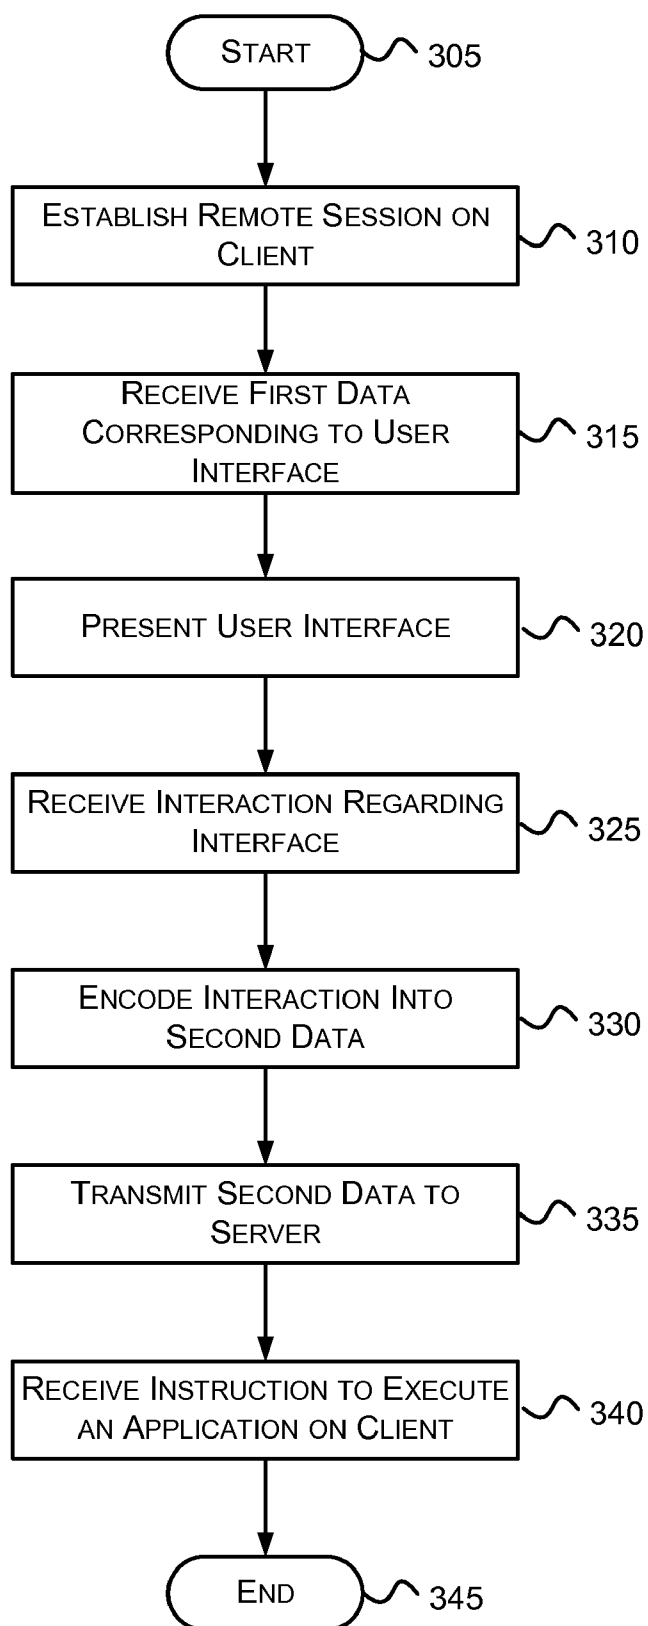 START
305
ESTABLISH REMOTE SESSION ON
CLIENT
310
RECEIVE FIRST DATA
CORRESPONDING TO USER
INTERFACE
315
PRESENT USER INTERFACE
320
RECEIVE INTERACTION REGARDING
INTERFACE
325
ENCODE INTERACTION INTO
SECOND DATA
330
TRANSMIT SECOND DATA TO
SERVER
335
RECEIVE INSTRUCTION TO EXECUTE
AN APPLICATION ON CLIENT
340
END
345